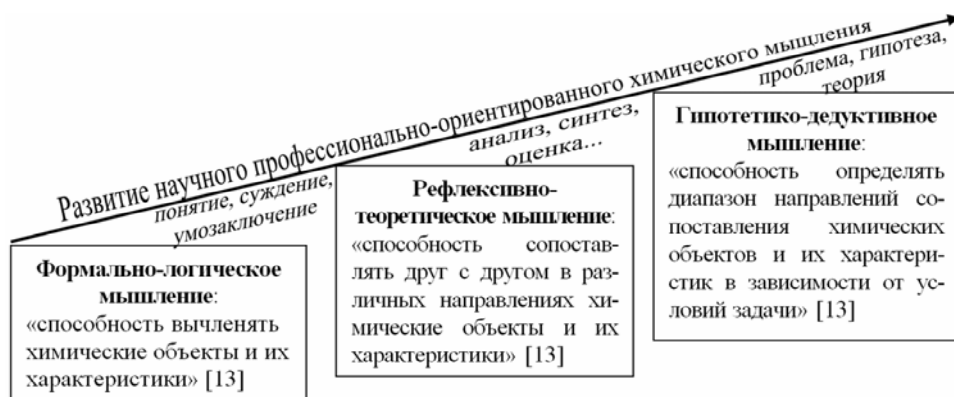 Развитие научного профессионально-ориентированного химического мыщления
понятие, суждение,
умозаключение
анализ, синтез,
оценка...
проблема, гипотеза,
теория
Формально-логическое
мышление:
«способность вычленять
химические объекты и их
характеристики» [13]
Рефлексивно-
теоретическое мышление:
«способность сопостав-
лять друг с другом в раз-
личных направлениях хи-
мические объекты и их
характеристики» [13]
Гипотетико-дедуктивное
мышление:
«способность определять
диапазон направлений со-
поставления химических
объектов и их характери-
стик в зависимости от ус-
ловий задачи» [13]